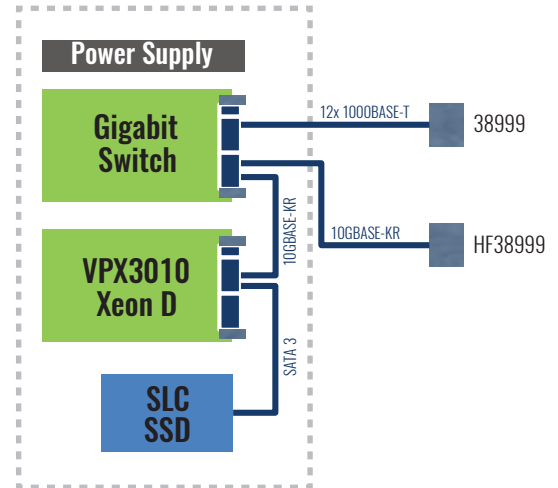 Power Supply
Gigabit
Switch
12x 1000BASE-T
38999
10GBASE-KR
10GBASE-KR
HF38999
VPX3010
Xeon D
SATA 3
SLC
SSD